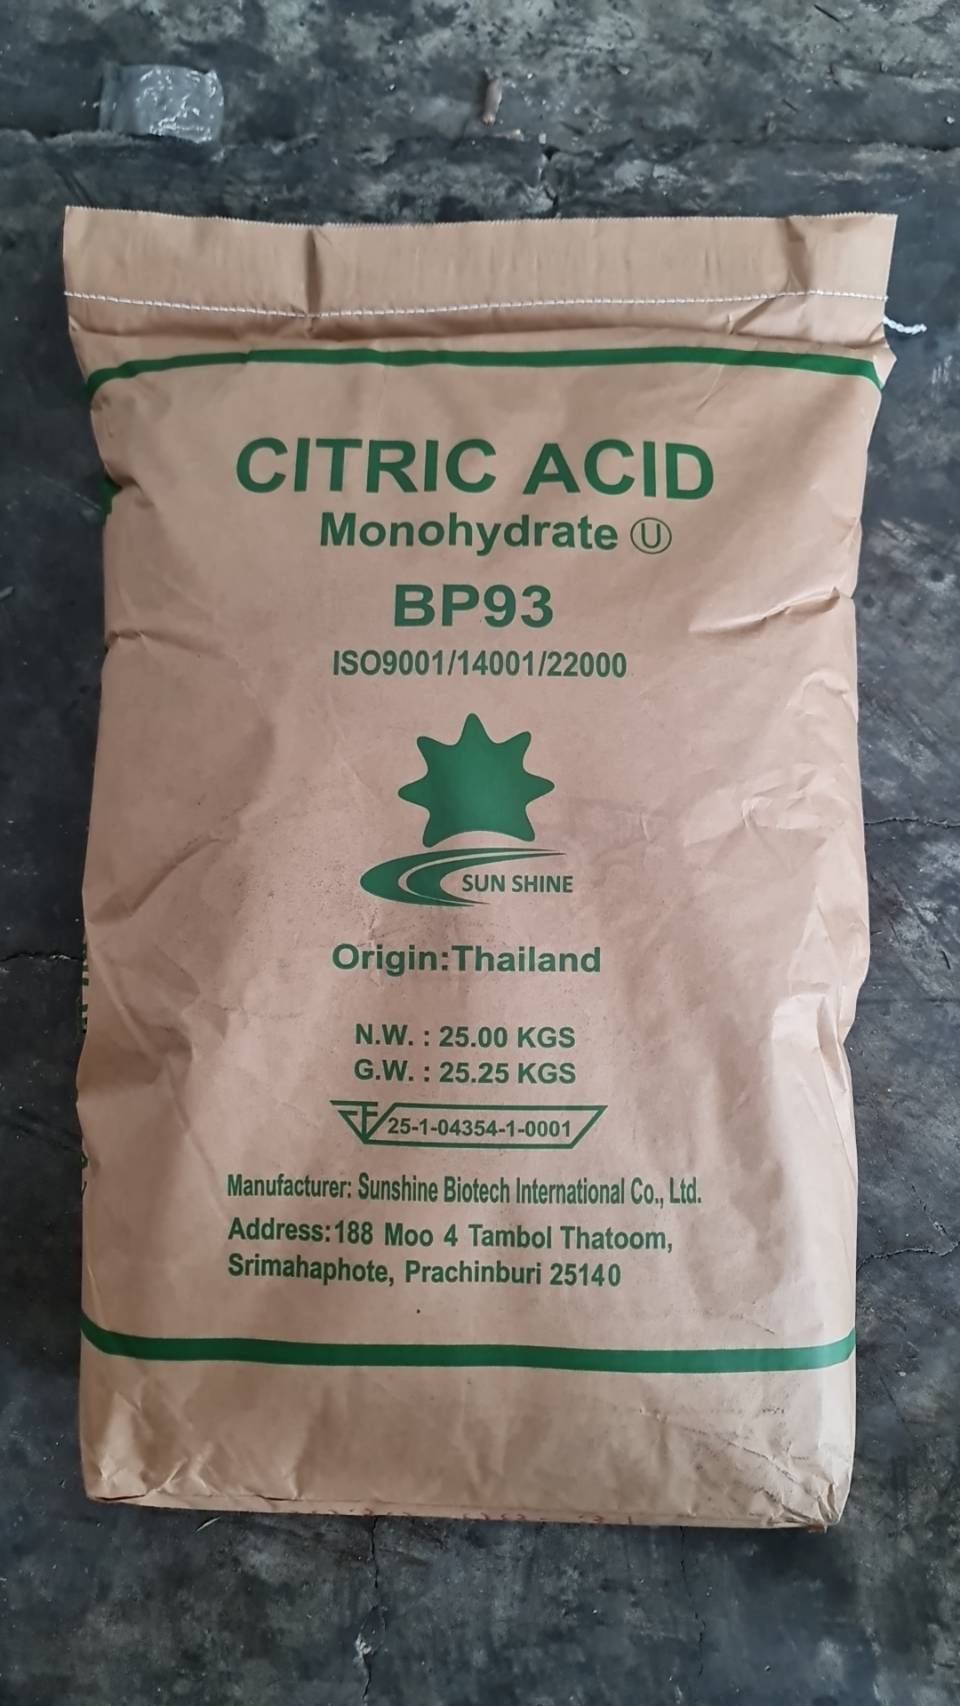 CITRIC ACID
Monohydrate Ⓤ
BP93
ISO9001/14001/22000
SUN SHINE
Origin:Thailand
N.W. : 25.00 KGS
G.W. : 25.25 KGS
25-1-04354-1-0001
Manufacturer: Sunshine Biotech International Co., Ltd.
Address:188 Moo 4 Tambol Thatoom,
Srimahaphote, Prachinburi 25140